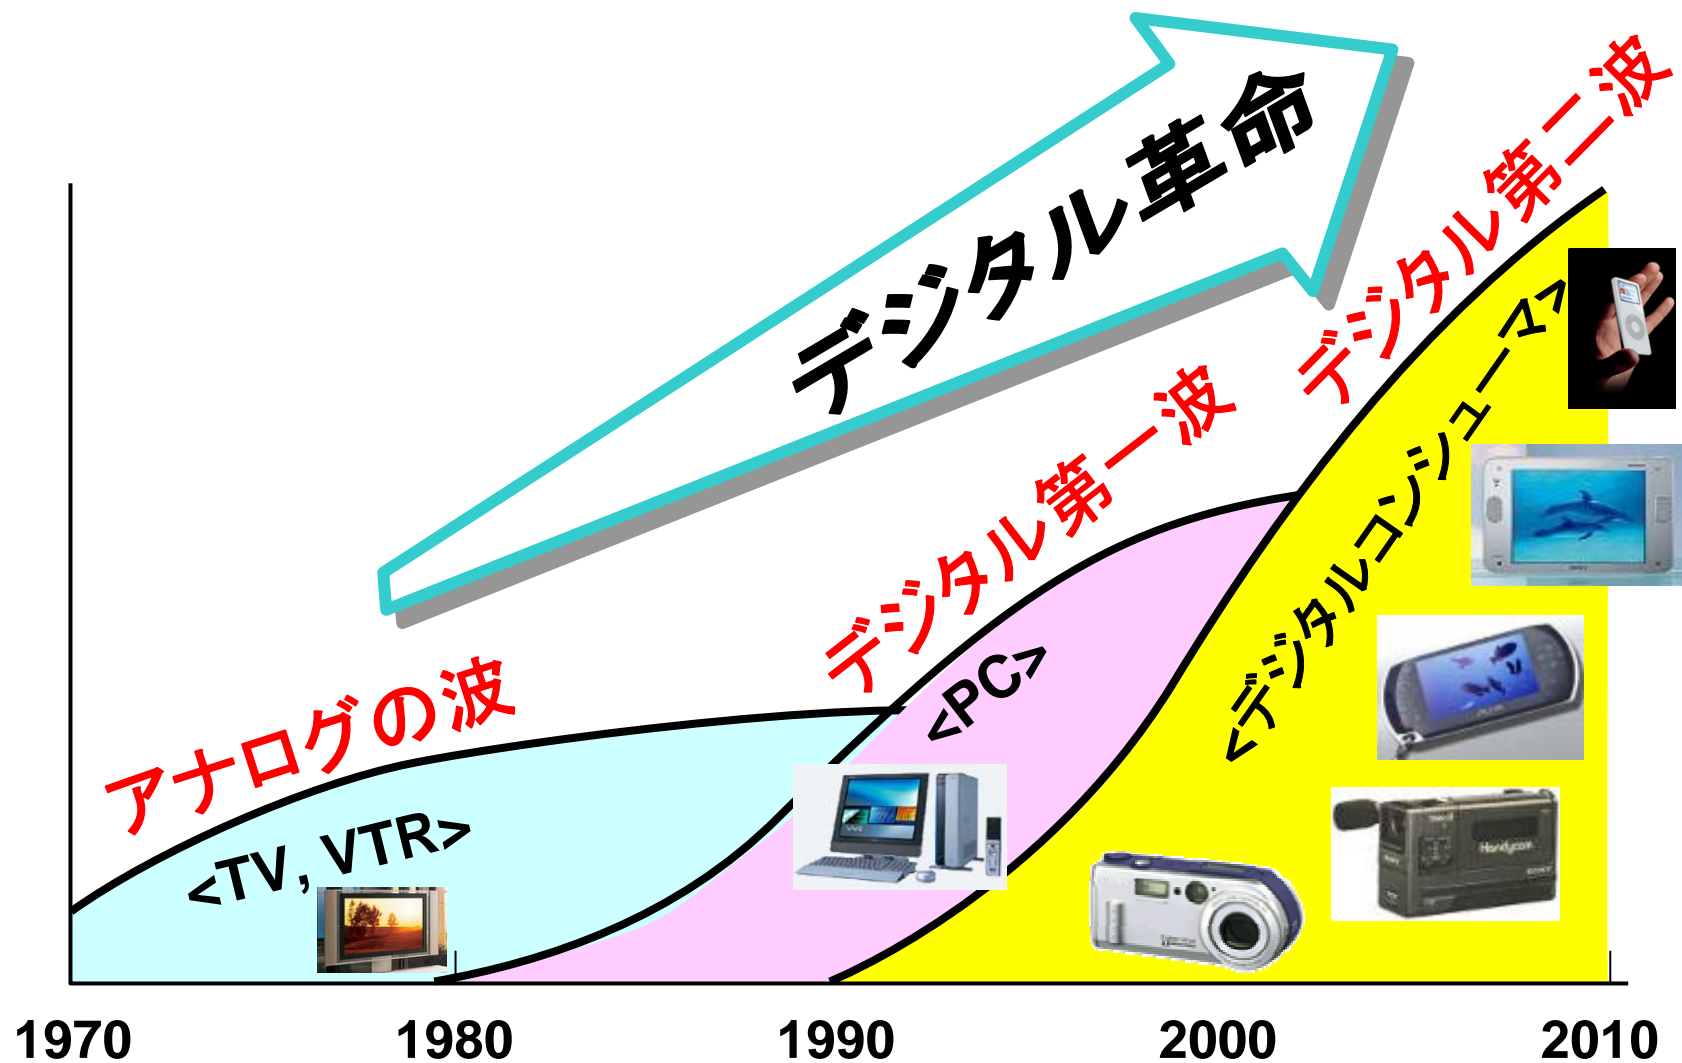 デジタル革命
デジタル第二波
デジタル第一波
アナログの波
<デジタルコンシューマ>
<PC>
<TV, VTR>
Handycam
SONY
1970
1980
1990
2000
2010